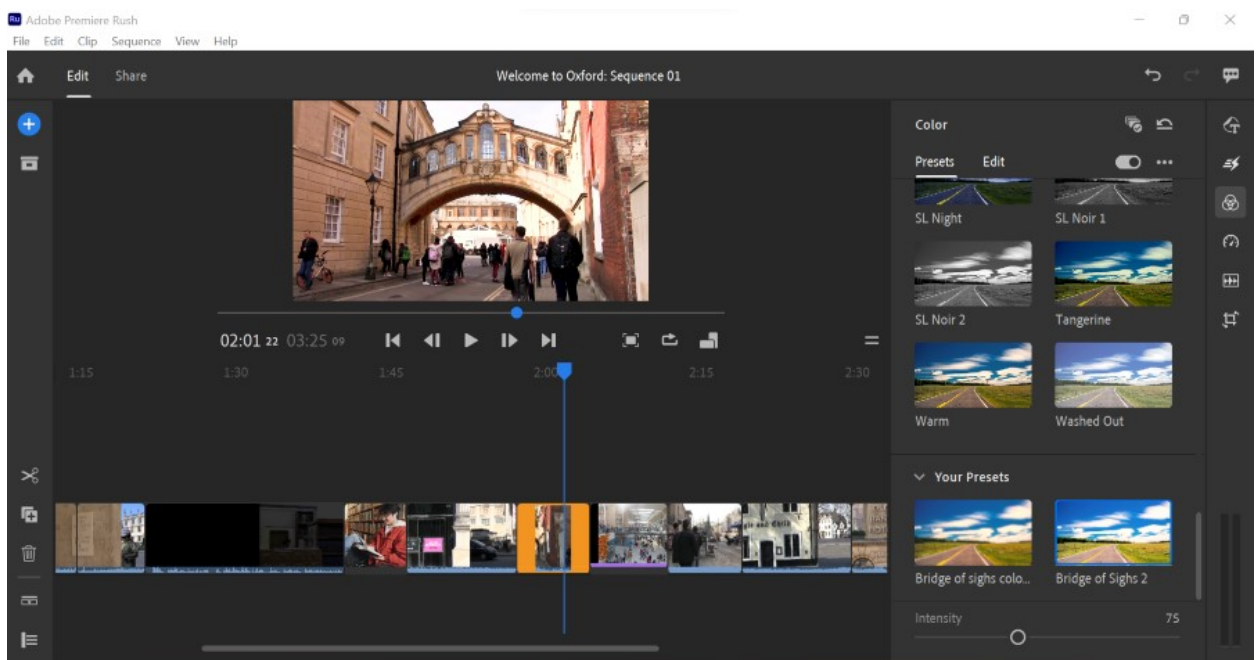 Ru Adobe Premiere Rush
File Edit Clip Sequence View Help
Edit Share Welcome to Oxford: Sequence 01
Color
Presets Edit
SL Night SL Noir 1
SL Noir 2 Tangerine
02:01 22 03:25 09
1:15 1:30 1:45 2:00 2:15 2:30
Warm Washed Out
Your Presets
Bridge of sighs colo... Bridge of Sighs 2
Intensity 75